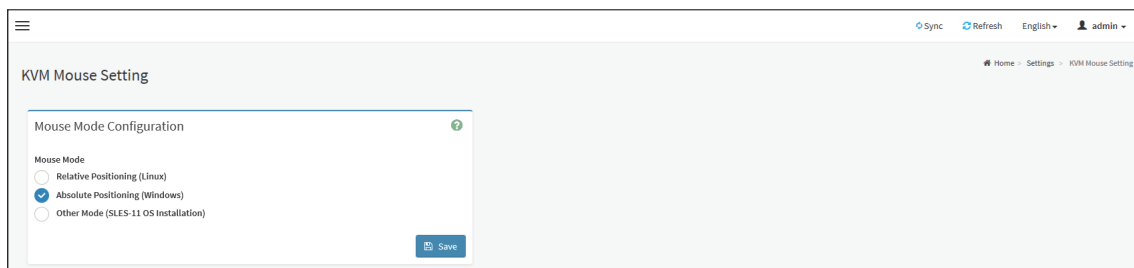 Sync Refresh English admin
KVM Mouse Setting
Home > Settings > KVM Mouse Setting
Mouse Mode Configuration
Mouse Mode
Relative Positioning (Linux)
Absolute Positioning (Windows)
Other Mode (SLES-11 OS Installation)
Save